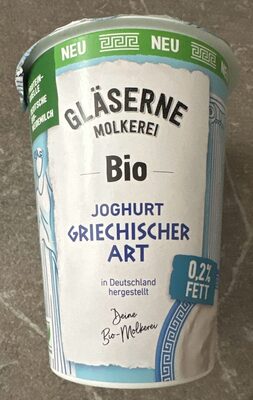 NEU
NEU
GLÄSERNE
MOLKEREI
Bio
JOGHURT
GRIECHISCHER
ART
in Deutschland
hergestellt
0,2%
FETT
Deine
Bio-Molkerei